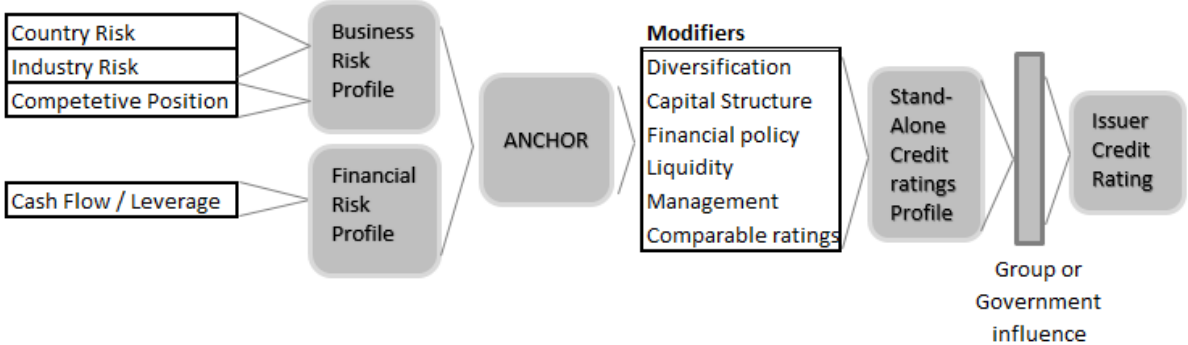 Country Risk
Industry Risk
Competetive Position
Cash Flow / Leverage
Business
Risk
Profile
Financial
Risk
Profile
ANCHOR
Modifiers
Diversification
Capital Structure
Financial policy
Liquidity
Management
Comparable ratings
Stand-
Alone
Credit
ratings
Profile
Group or
Government
influence
Issuer
Credit
Rating